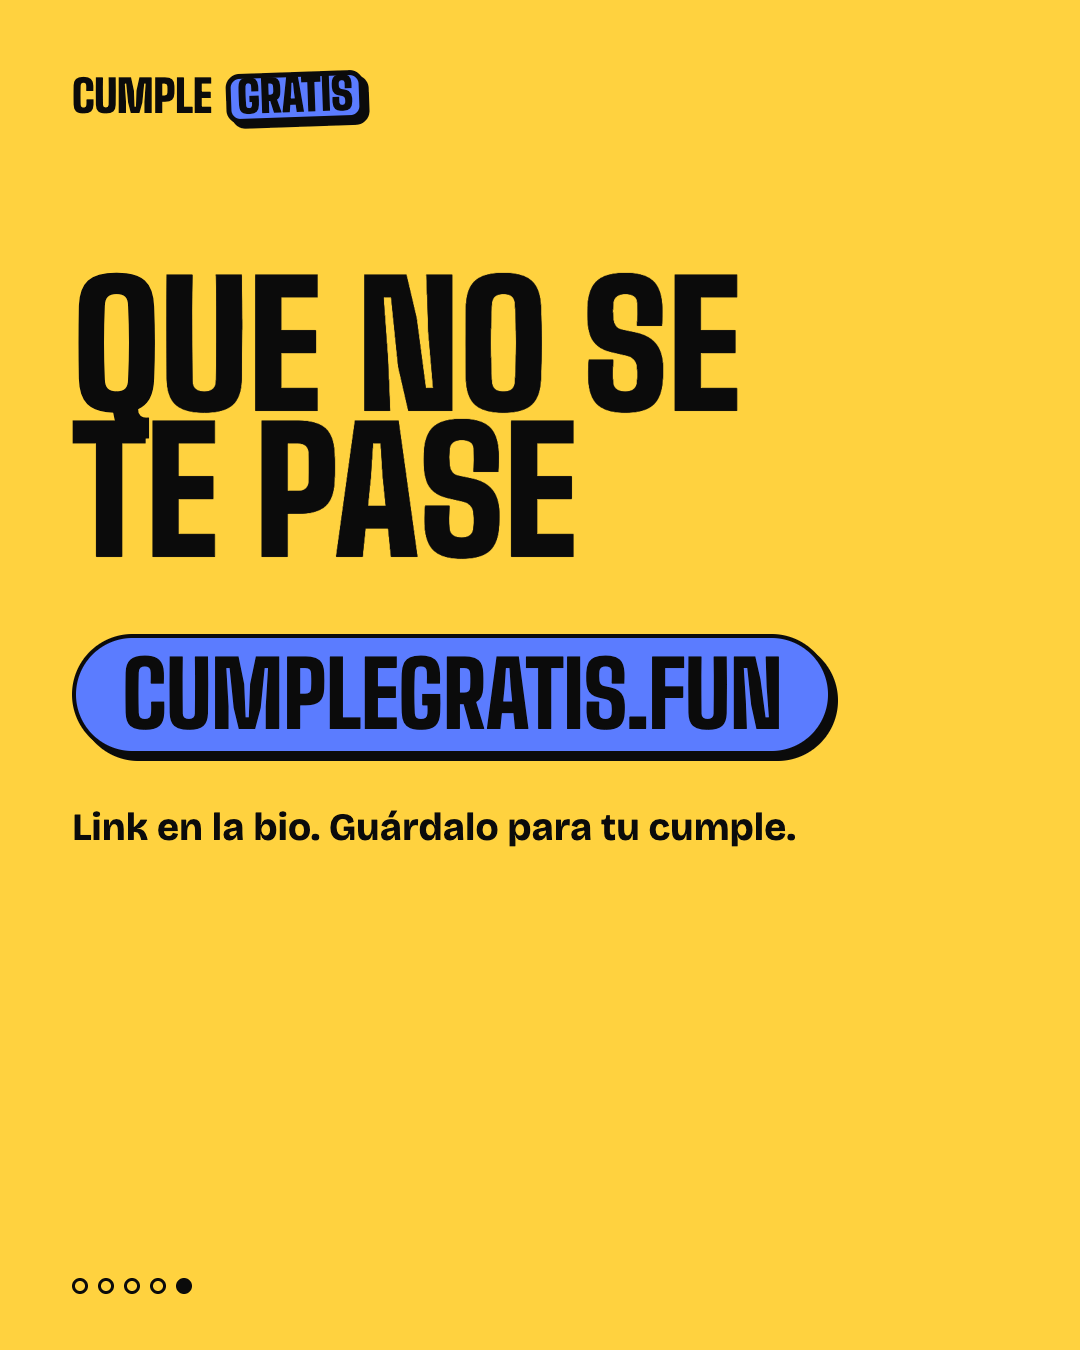 CUMPLE GRATIS
QUE NO SE
TE PASE
CUMPLEGRATIS.FUN
Link en la bio. Guárdalo para tu cumple.